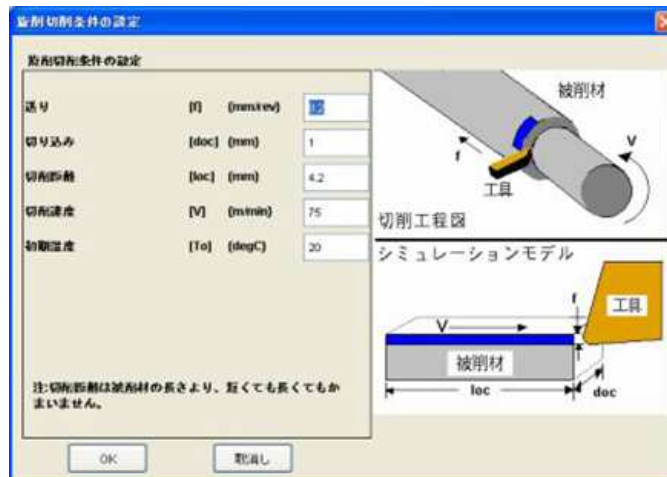 旋削切削条件の設定
旋削切削条件の設定
送り [f] (mm/rev)
切り込み [doc] (mm) 1
切削距離 [loc] (mm) 4.2
切削速度 [V] (m/min) 75
初期温度 [To] (degC) 20
注:切削距離は被削材の長さより、短くても長くてもか
まいません。
OK 取消し
被削材
V
f
工具
切削工程図
シミュレーションモデル
f
工具
V
被削材
loc
doc